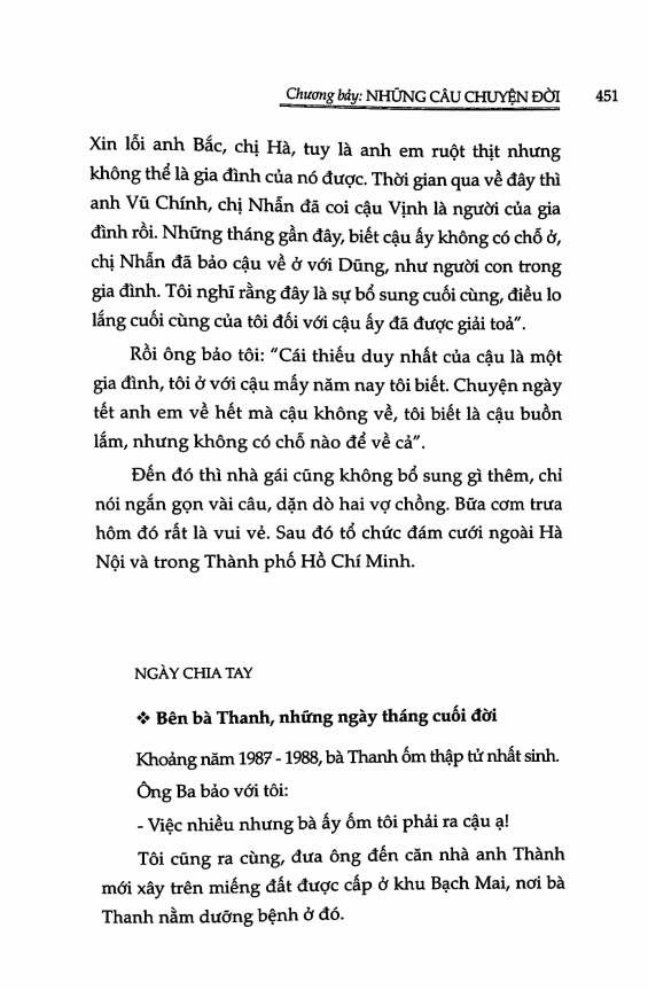 Chương bảy: NHỮNG CÂU CHUYỆN ĐỜI 451
Xin lỗi anh Bắc, chị Hà, tuy là anh em ruột thịt nhưng
không thể là gia đình của nó được. Thời gian qua về đây thì
anh Vũ Chính, chị Nhẫn đã coi cậu Vịnh là người của gia
đình rồi. Những tháng gần đây, biết cậu ấy không có chỗ ở,
chị Nhẫn đã bảo cậu về ở với Dũng, như người con trong
gia đình. Tôi nghĩ rằng đây là sự bổ sung cuối cùng, điều lo
lắng cuối cùng của tôi đối với cậu ấy đã được giải toả".
Rồi ông bảo tôi: "Cái thiếu duy nhất của cậu là một
gia đình, tôi ở với cậu mấy năm nay tôi biết. Chuyện ngày
tết anh em về hết mà cậu không về, tôi biết là cậu buồn
lắm, nhưng không có chỗ nào để về cả".
Đến đó thì nhà gái cũng không bổ sung gì thêm, chỉ
nói ngắn gọn vài câu, dặn dò hai vợ chồng. Bữa cơm trưa
hôm đó rất là vui vẻ. Sau đó tổ chức đám cưới ngoài Hà
Nội và trong Thành phố Hồ Chí Minh.
NGÀY CHIA TAY
❖ Bên bà Thanh, những ngày tháng cuối đời
Khoảng năm 1987 - 1988, bà Thanh ốm thập tử nhất sinh.
Ông Ba bảo với tôi:
- Việc nhiều nhưng bà ấy ốm tôi phải ra cậu ạ!
Tôi cũng ra cùng, đưa ông đến căn nhà anh Thành
mới xây trên miếng đất được cấp ở khu Bạch Mai, nơi bà
Thanh nằm dưỡng bệnh ở đó.